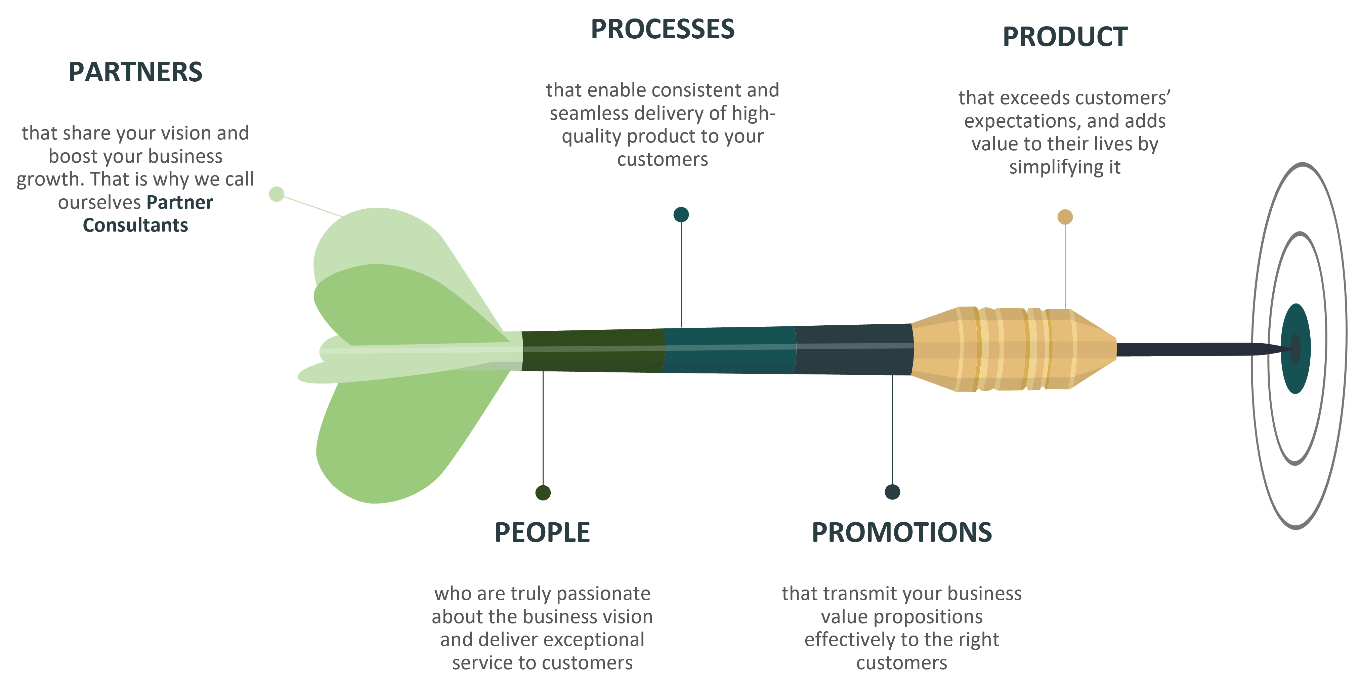 PARTNERS
that share your vision and
boost your business
growth. That is why we call
ourselves Partner
Consultants
PROCESSES
that enable consistent and
seamless delivery of high-
quality product to your
customers
PRODUCT
that exceeds customers’
expectations, and adds
value to their lives by
simplifying it
PEOPLE
who are truly passionate
about the business vision
and deliver exceptional
service to customers
PROMOTIONS
that transmit your business
value propositions
effectively to the right
customers